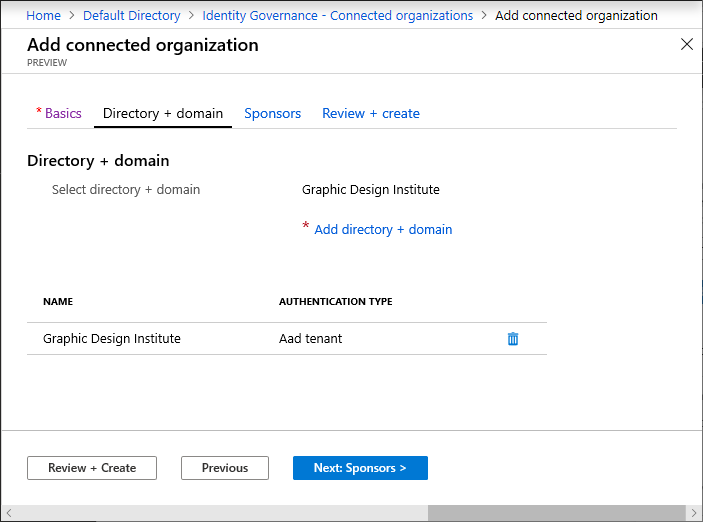 Home > Default Directory > Identity Governance - Connected organizations > Add connected organization
Add connected organization
PREVIEW
* Basics Directory + domain Sponsors Review + create
Directory + domain
Select directory + domain Graphic Design Institute
* Add directory + domain
NAME AUTHENTICATION TYPE
Graphic Design Institute Aad tenant
Review + Create Previous Next: Sponsors >